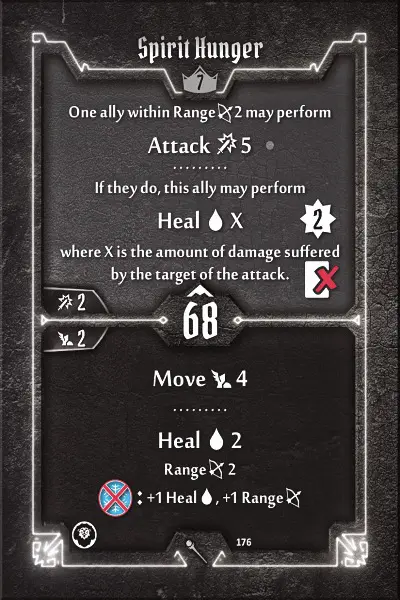 Spirit Hunger
7
One ally within Range 2 may perform
Attack 5
If they do, this ally may perform
Heal X
2
where X is the amount of damage suffered
by the target of the attack.
2
68
2
Move 4
Heal 2
Range 2
: +1 Heal , +1 Range
176